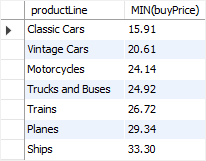 productLine MIN(buyPrice)
Classic Cars 15.91
Vintage Cars 20.61
Motorcycles 24.14
Trucks and Buses 24.92
Trains 26.72
Planes 29.34
Ships 33.30